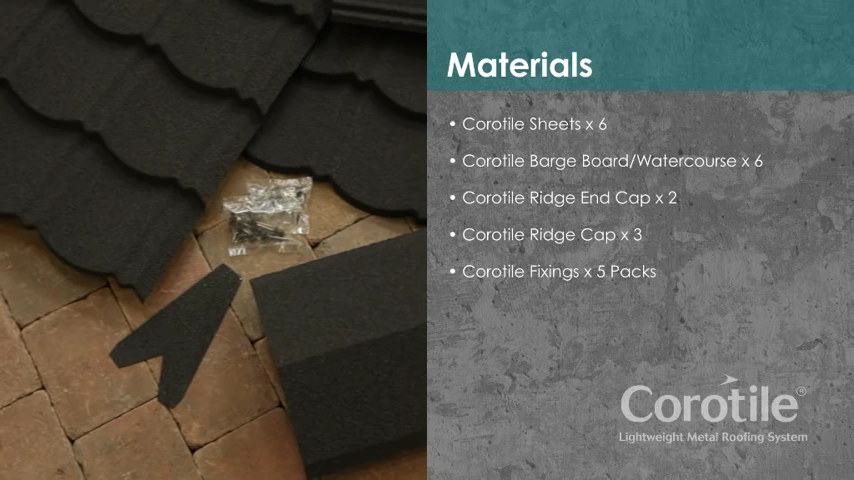 Materials
• Corotile Sheets x 6
• Corotile Barge Board/Watercourse x 6
• Corotile Ridge End Cap x 2
• Corotile Ridge Cap x 3
• Corotile Fixings x 5 Packs
Corotile®
Lightweight Metal Roofing System